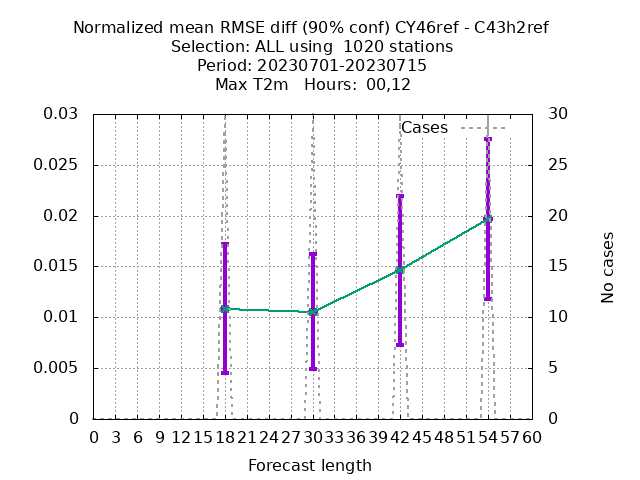 Normalized mean RMSE diff (90% conf) CY46ref - C43h2ref
Selection: ALL using  1020 stations
Period: 20230701-20230715
Max T2m   Hours:  00,12
0.03
0.025
0.02
0.015
0.01
0.005
0
Cases
30
25
20
15
10
5
0
No cases
0 3 6 9 12 15 18 21 24 27 30 33 36 39 42 45 48 51 54 57 60
Forecast length